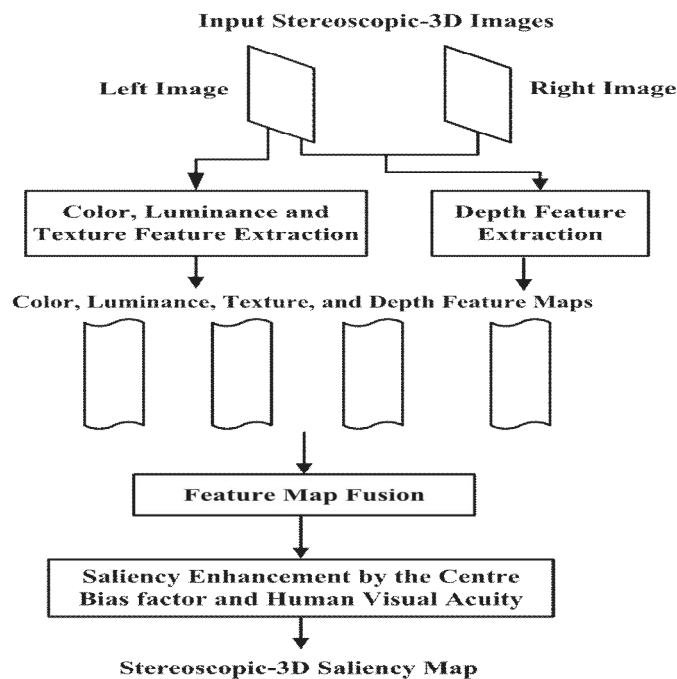 Input Stereoscopic-3D Images
Left Image
Right Image
Color, Luminance and
Texture Feature Extraction
Depth Feature
Extraction
Color, Luminance, Texture, and Depth Feature Maps
Feature Map Fusion
Saliency Enhancement by the Centre
Bias factor and Human Visual Acuity
Stereoscopic-3D Saliency Map